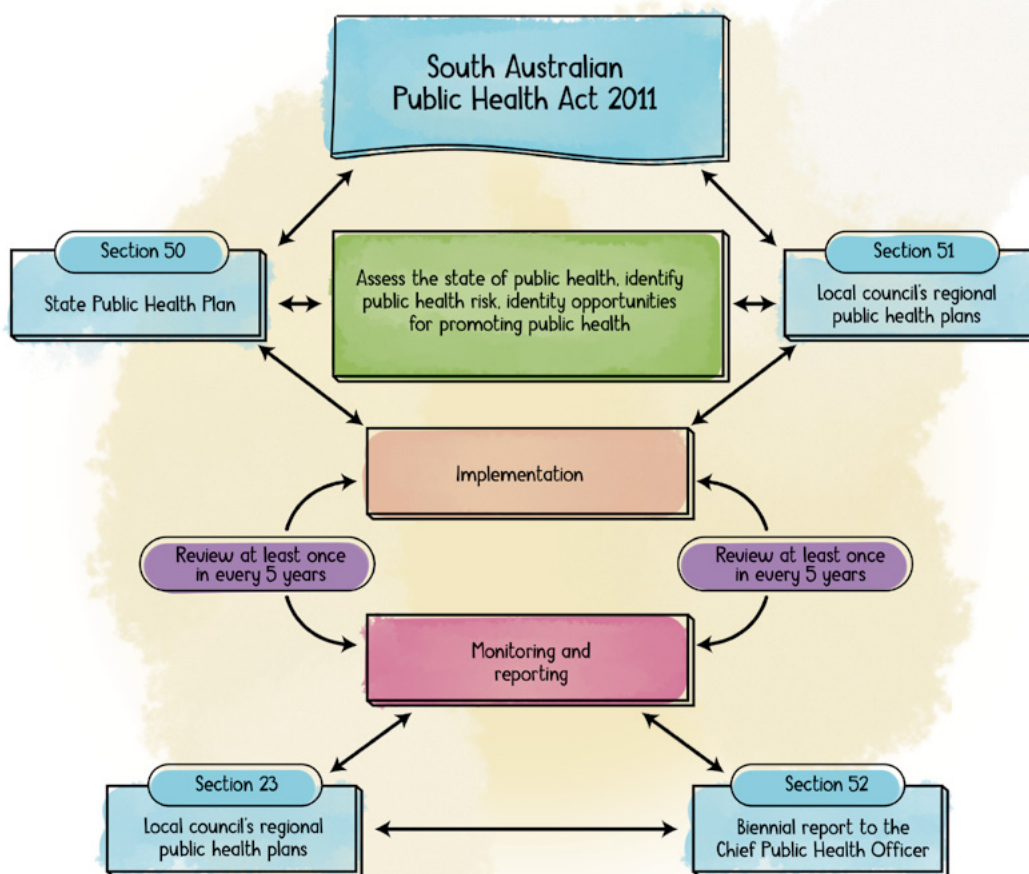 South Australian
Public Health Act 2011
Section 50
State Public Health Plan
Assess the state of public health, identify
public health risk, identity opportunities
for promoting public health
Section 51
Local council's regional
public health plans
Implementation
Review at least once
in every 5 years
Review at least once
in every 5 years
Monitoring and
reporting
Section 23
Local council's regional
public health plans
Section 52
Biennial report to the
Chief Public Health Officer